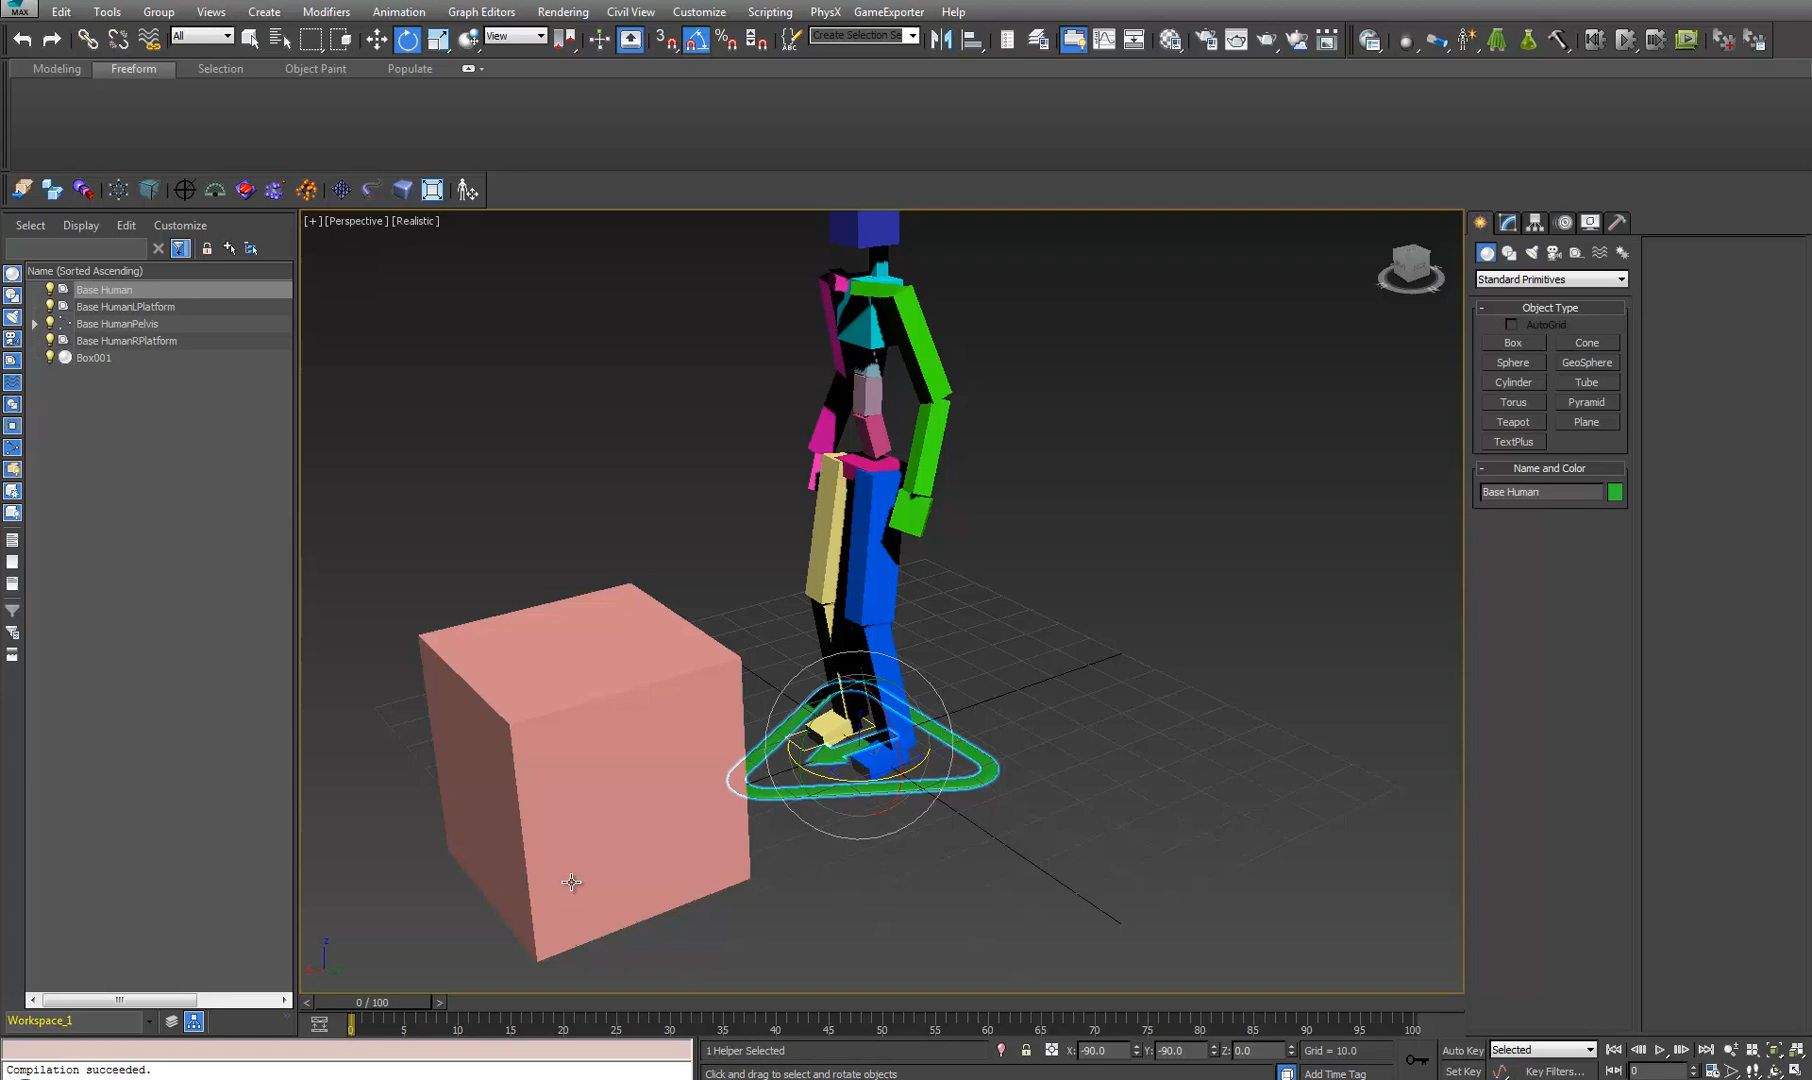 MAX Edit Tools Group Views Create Modifiers Animation Graph Editors Rendering Civil View Customize Scripting PhysX GameExporter Help
All View 3 Create Selection Se
Modeling Freeform Selection Object Paint Populate
Select Display Edit Customize
Name (Sorted Ascending)
Base Human
Base HumanLPlatform
Base HumanPelvis
Base HumanRPlatform
Box001
[+] [Perspective] [Realistic]
Standard Primitives
- Object Type
AutoGrid
Box Cone
Sphere GeoSphere
Cylinder Tube
Torus Pyramid
Teapot Plane
TextPlus
- Name and Color
Base Human
z
< 0 / 100 >
Workspace_1
0 5 10 15 20 25 30 35 40 45 50 55 60 65 70 75 80 85 90 95 100
1 Helper Selected X: -90.0 Y: -90.0 Z: 0.0 Grid = 10.0 Auto Key Selected
Compilation succeeded.
Click and drag to select and rotate objects Add Time Tag Set Key Key Filters... 0